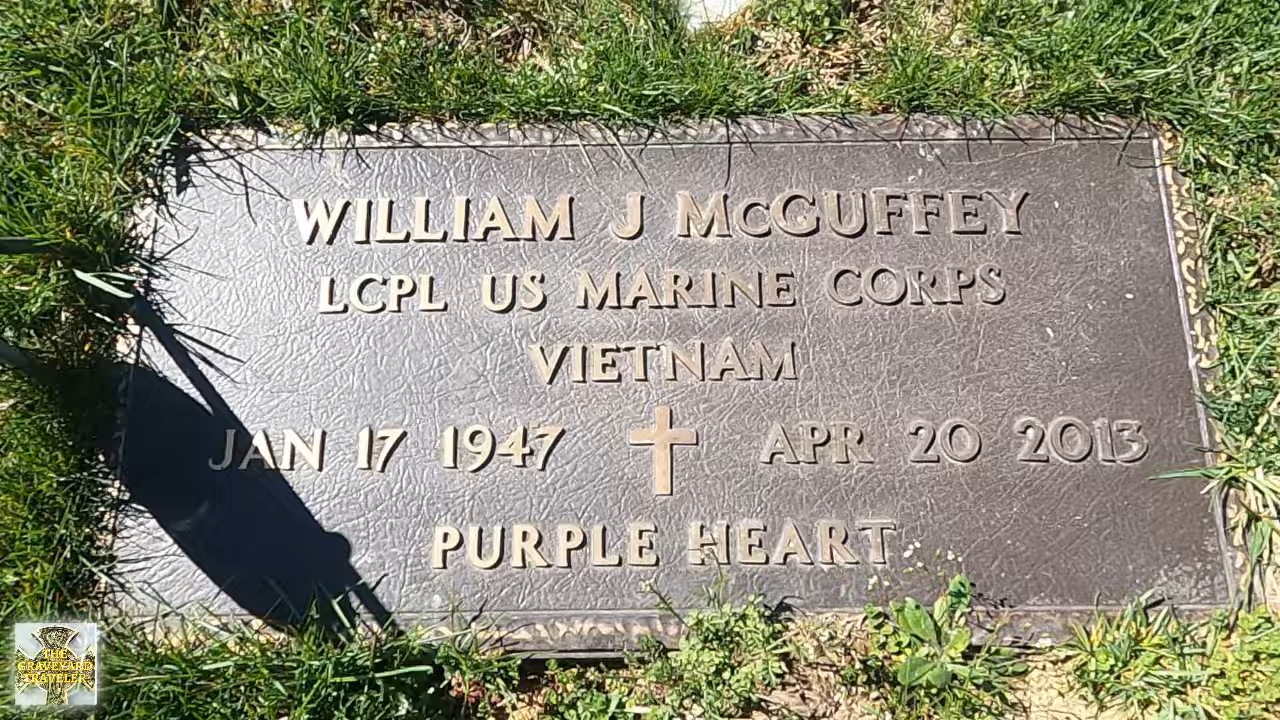 WILLIAM J McGUFFEY
LCPL US MARINE CORPS
VIETNAM
JAN 17 1947 APR 20 2013
PURPLE HEART
THE
GRAVEYARD
TRAVELER